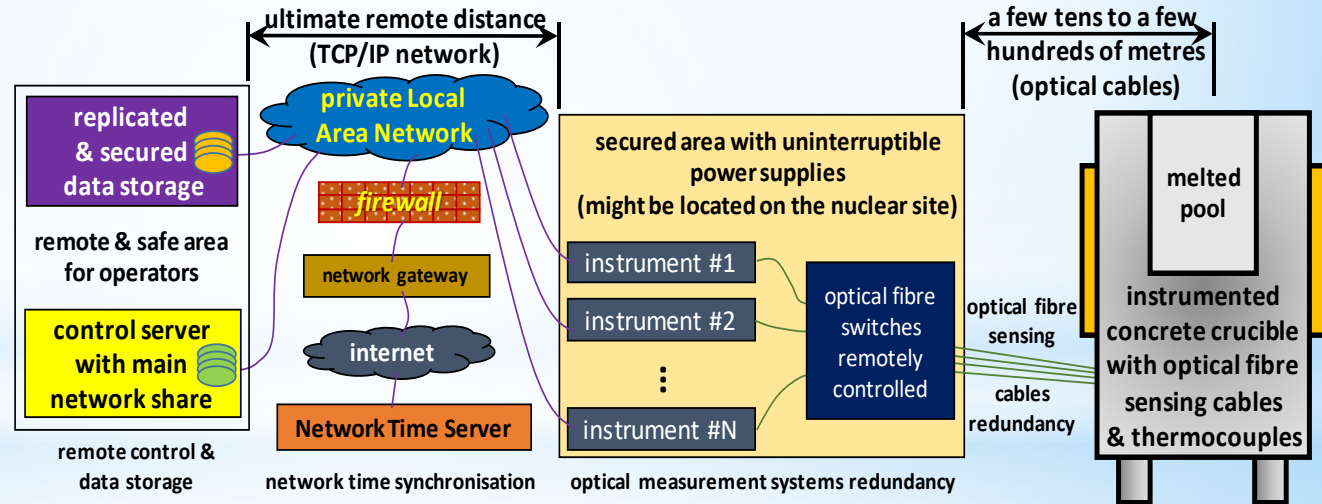 ultimate remote distance
(TCP/IP network)
a few tens to a few
hundreds of metres
(optical cables)
replicated
& secured
data storage
remote & safe area
for operators
control server
with main
network share
remote control &
data storage
private Local
Area Network
firewall
network gateway
internet
Network Time Server
network time synchronisation
secured area with uninterruptible
power supplies
(might be located on the nuclear site)
instrument #1
instrument #2
⋮
instrument #N
optical fibre
switches
remotely
controlled
optical measurement systems redundancy
optical fibre
sensing
cables
redundancy
melted
pool
instrumented
concrete crucible
with optical fibre
sensing cables
& thermocouples